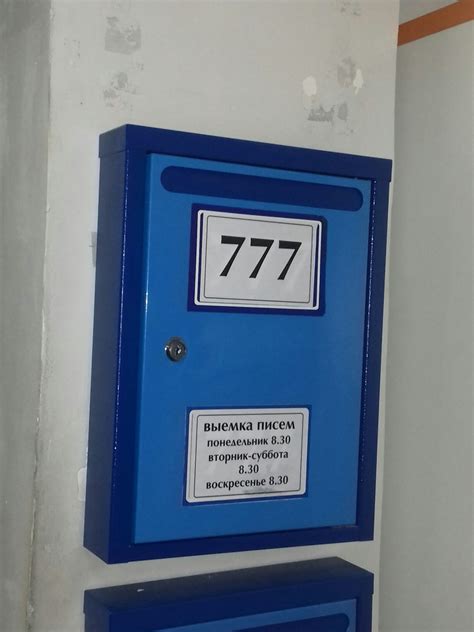 777
выемка писем
понедельник 8.30
вторник-суббота
8.30
воскресенье 8.30